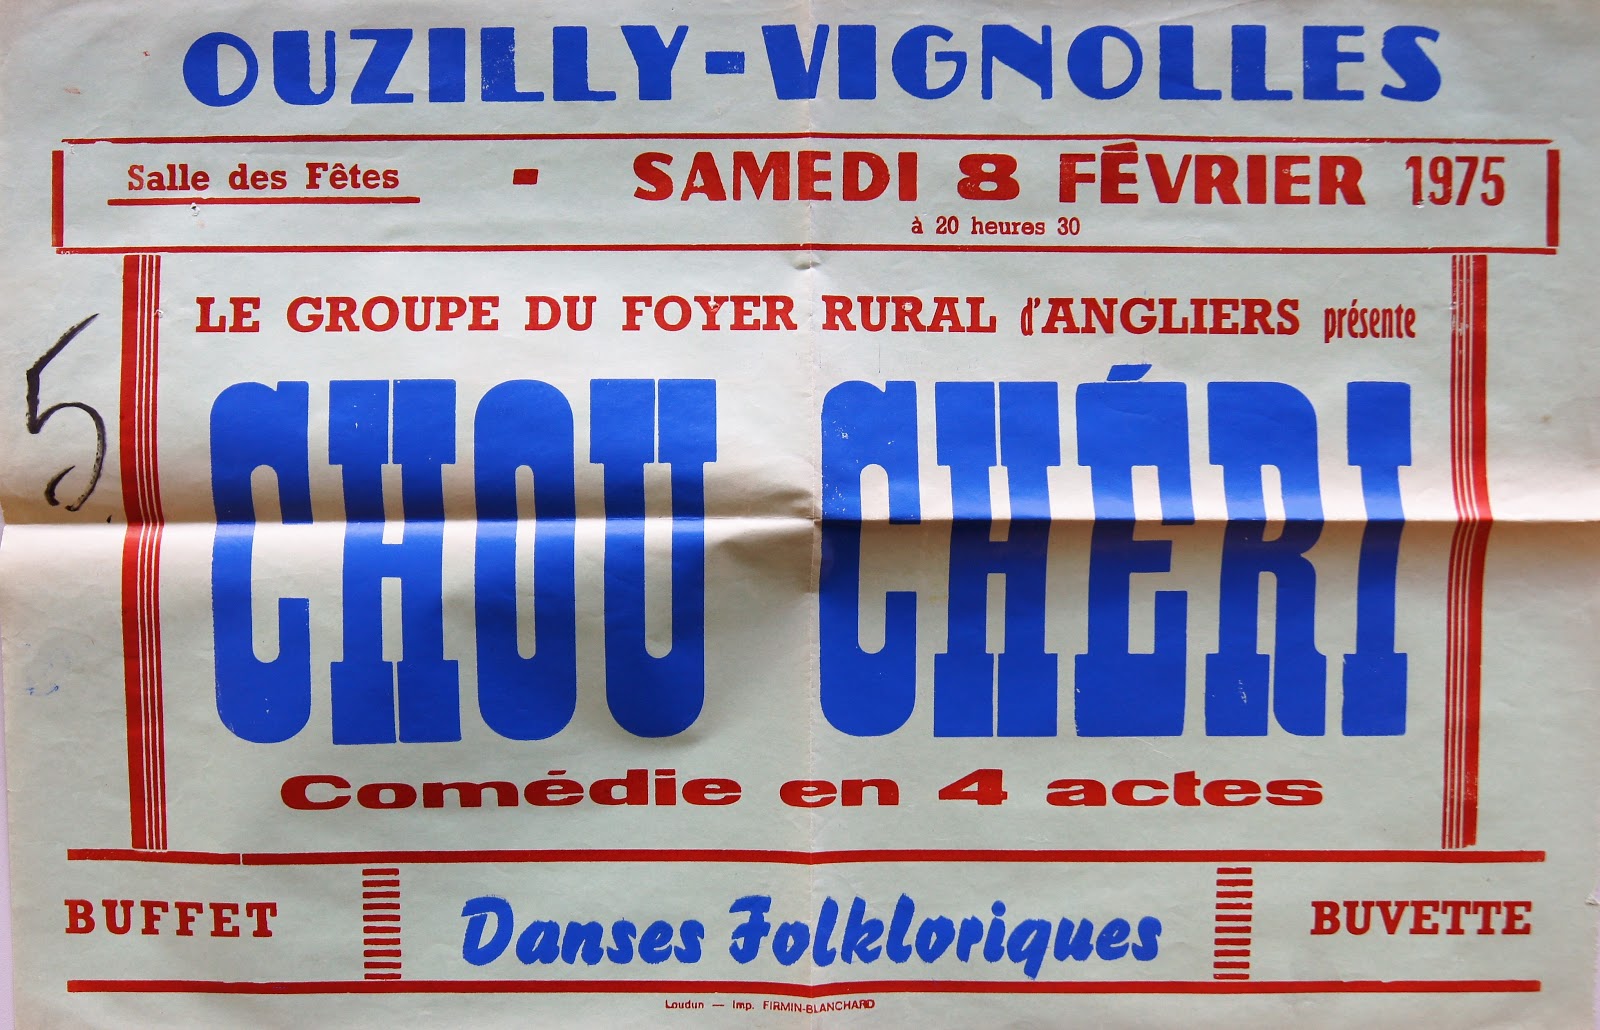 OUZILLY-VIGNOLLES
Salle des Fêtes - SAMEDI 8 FÉVRIER 1975
à 20 heures 30
LE GROUPE DU FOYER RURAL d'ANGLIERS présente
5
CHOU CHÉRI
Comédie en 4 actes
BUFFET Danses Folkloriques BUVETTE
Loudun — Imp. FIRMIN-BLANCHARD